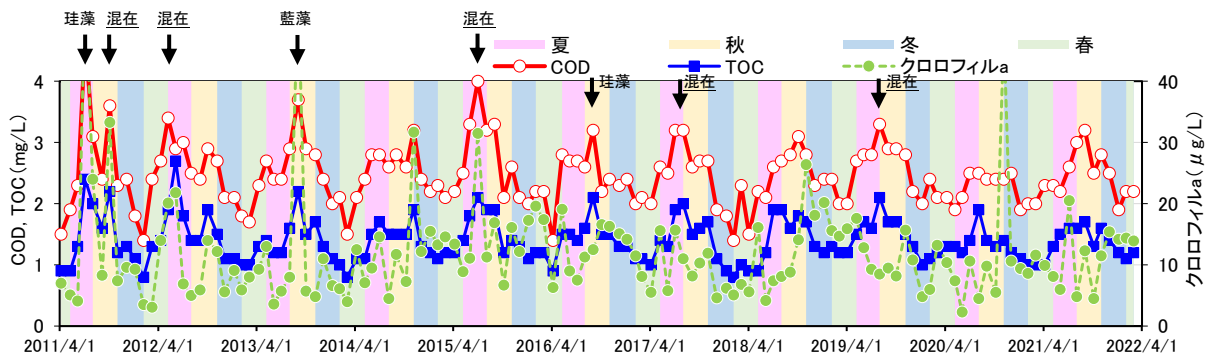 珪藻 混在 混在 藍藻 混在
夏 秋 冬 春
COD TOC クロロフィルa
珪藻 混在 混在
COD, TOC(mg/L)
4
3
2
1
0
クロロフィルa(μg/L)
40
30
20
10
0
2011/4/1 2012/4/1 2013/4/1 2014/4/1 2015/4/1 2016/4/1 2017/4/1 2018/4/1 2019/4/1 2020/4/1 2021/4/1 2022/4/1